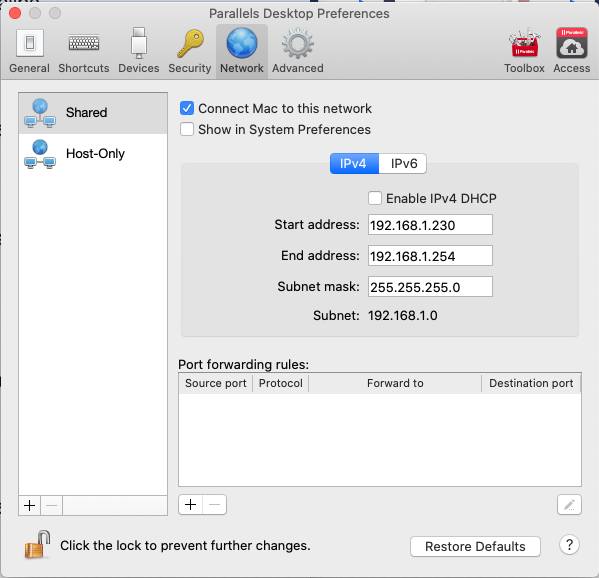 Parallels Desktop Preferences
General Shortcuts Devices Security Network Advanced Toolbox Access
Shared
Host-Only
Connect Mac to this network
Show in System Preferences
IPv4 IPv6
Enable IPv4 DHCP
Start address: 192.168.1.230
End address: 192.168.1.254
Subnet mask: 255.255.255.0
Subnet: 192.168.1.0
Port forwarding rules:
Source port Protocol Forward to Destination port
Click the lock to prevent further changes.
Restore Defaults ?